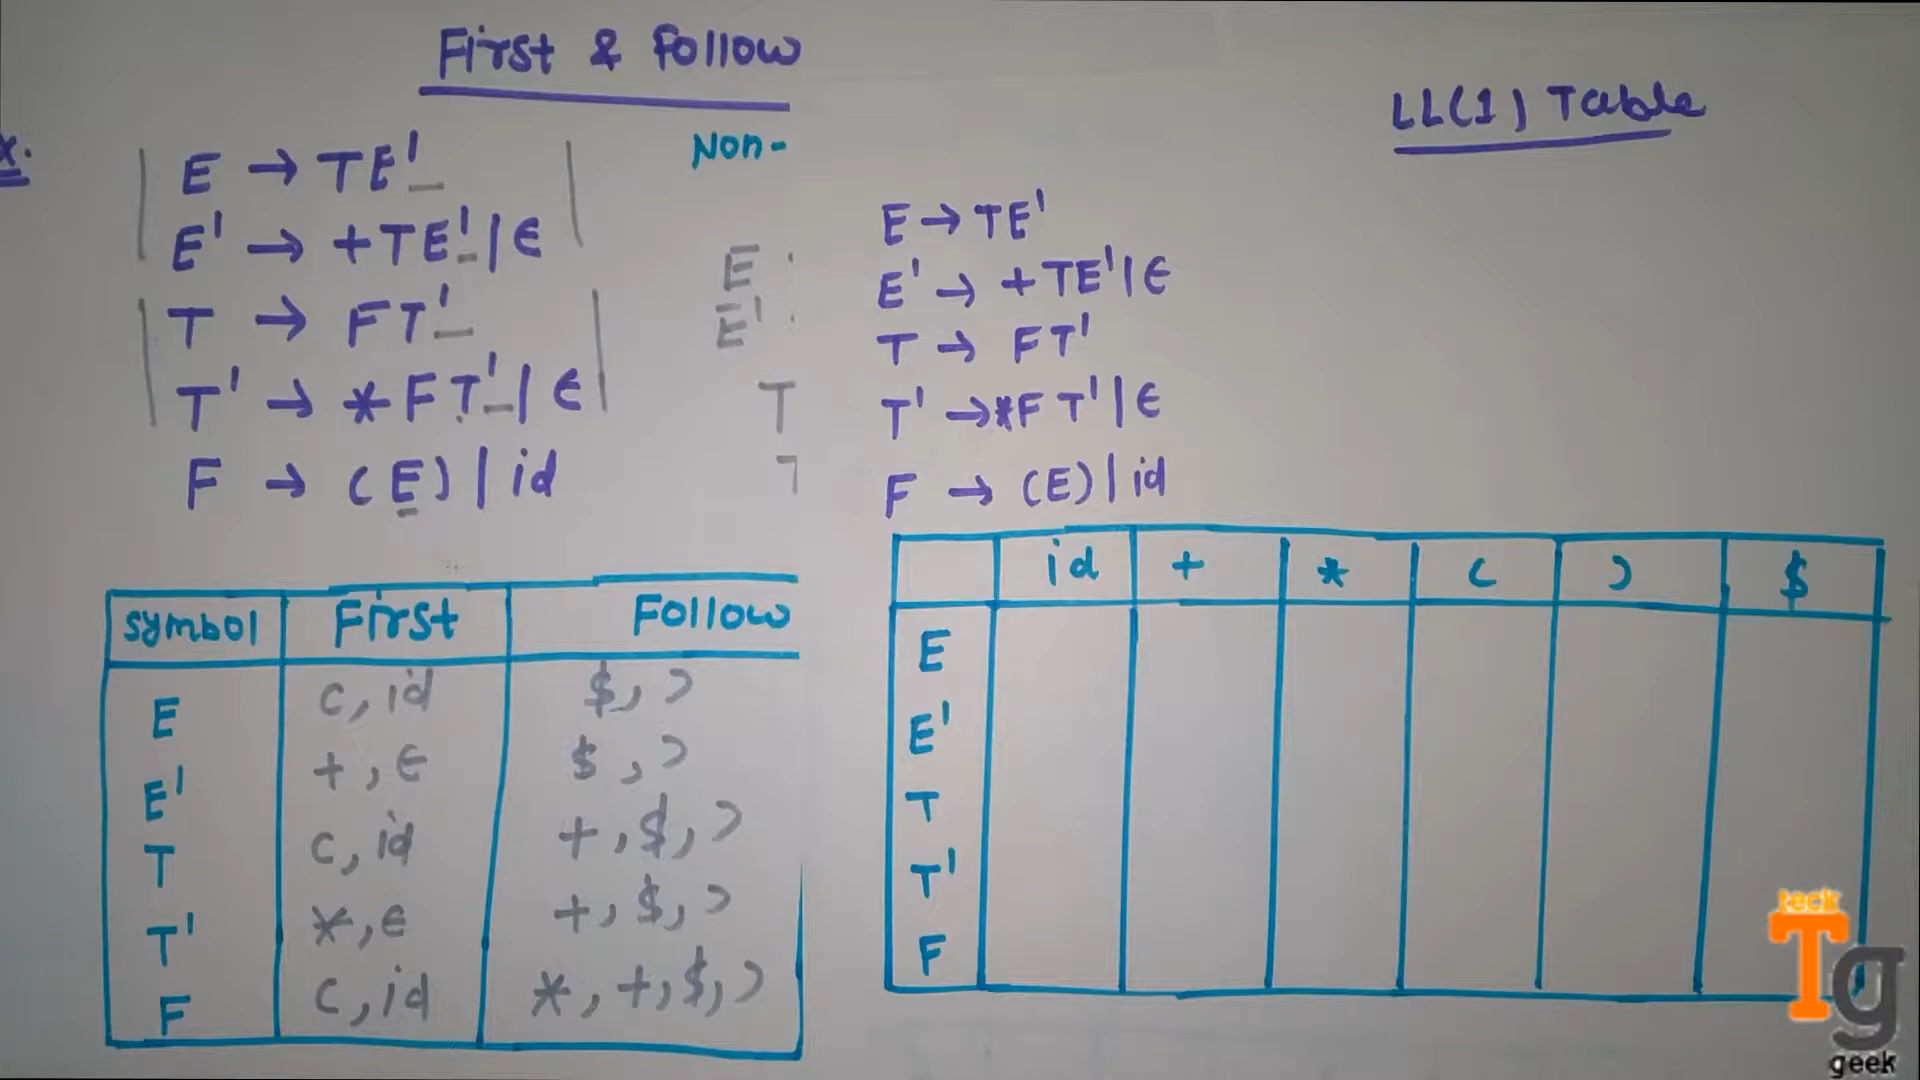 First & Follow
x.
E → TE'
E' → +TE'|ϵ
T → FT'
T' → *FT'|ϵ
F → (E)|id
Non-
E :
E' :
T
symbol First Follow
E (, id $, )
E' +, ϵ $, )
T (, id +, $, )
T' *, ϵ +, $, )
F (, id *, +, $, )
LL(1) Table
E → TE'
E' → +TE'|ϵ
T → FT'
T' → *FT'|ϵ
F → (E)|id
id + * ( ) $
E
E'
T
T'
F
teck
Tg
geek